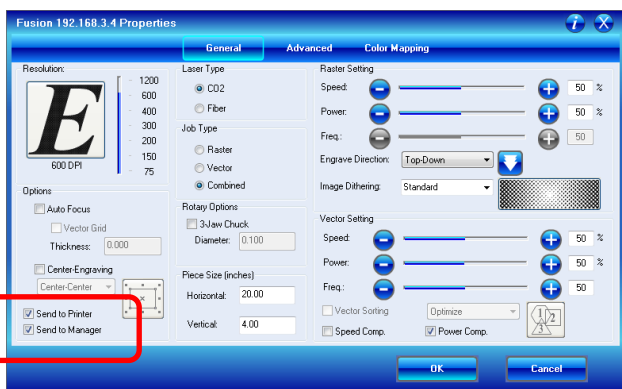 Fusion 192.168.3.4 Properties
General Advanced Color Mapping
Resolution:
E
600 DPI
1200
600
400
300
200
150
75
Options
Auto Focus
Vector Grid
Thickness: 0.000
Center-Engraving
Center-Center
x
Send to Printer
Send to Manager
Laser Type
CO2
Fiber
Job Type
Raster
Vector
Combined
Rotary Options
3-Jaw Chuck
Diameter: 0.100
Piece Size (inches)
Horizontal: 20.00
Vertical: 4.00
Raster Setting
Speed: 50 %
Power: 50 %
Freq.: 50
Engrave Direction: Top-Down
Image Dithering: Standard
Vector Setting
Speed: 50 %
Power: 50 %
Freq.: 50
Vector Sorting Optimize
1 2
3
Speed Comp. Power Comp.
OK Cancel